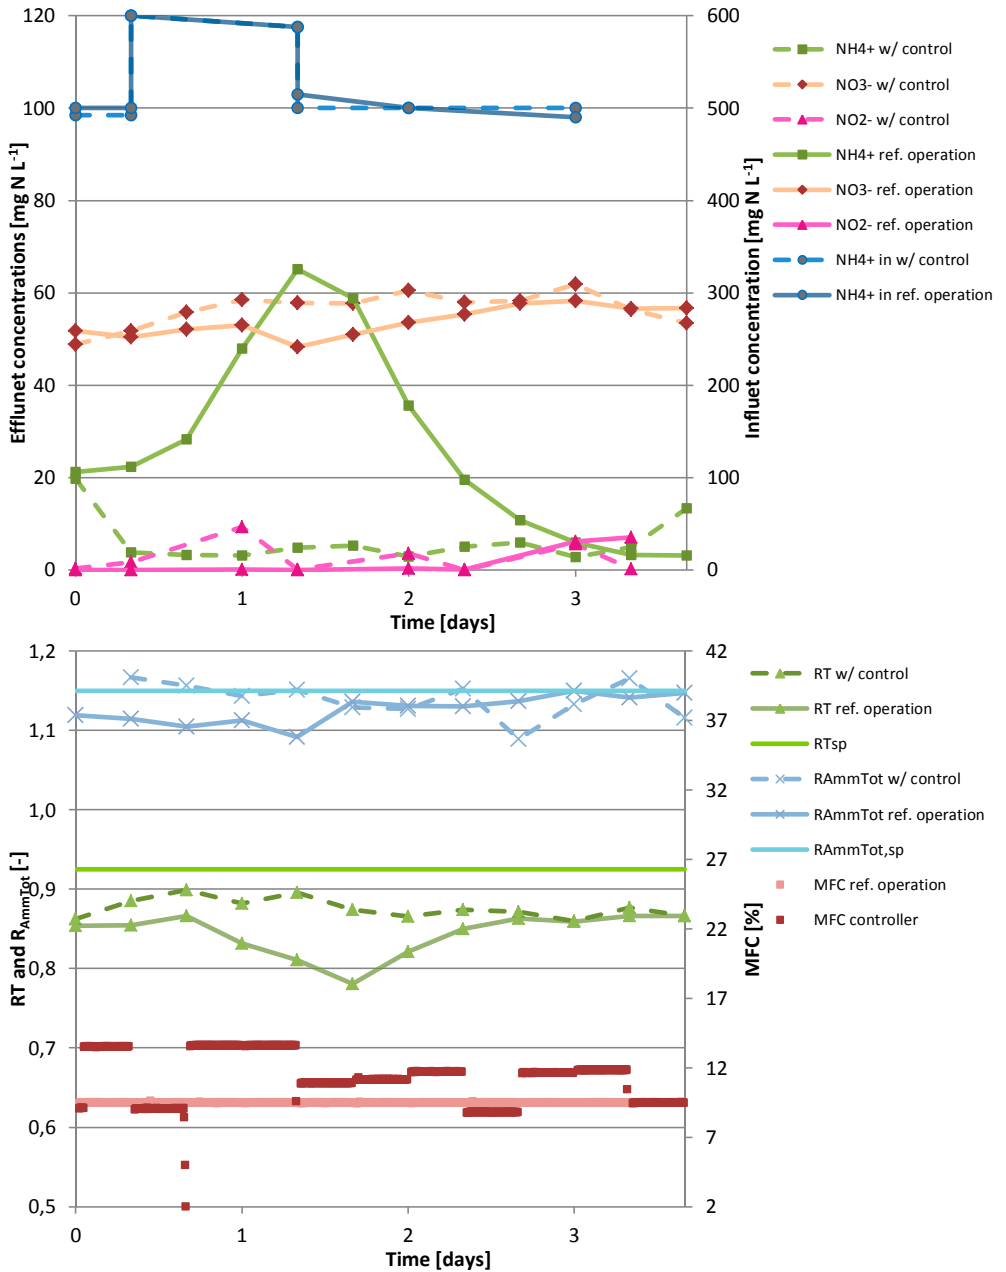 120
100
80
60
40
20
0
Efflunet concentrations [mg N L⁻¹]
600
500
400
300
200
100
0
Influet concentration [mg N L⁻¹]
0
1
2
3
Time [days]
NH4+ w/ control
NO3- w/ control
NO2- w/ control
NH4+ ref. operation
NO3- ref. operation
NO2- ref. operation
NH4+ in w/ control
NH4+ in ref. operation
1,2
1,1
1,0
0,9
0,8
0,7
0,6
0,5
RT and R_AmmTot [-]
42
37
32
27
22
17
12
7
2
MFC [%]
0
1
2
3
Time [days]
RT w/ control
RT ref. operation
RTsp
RAmmTot w/ control
RAmmTot ref. operation
RAmmTot,sp
MFC ref. operation
MFC controller